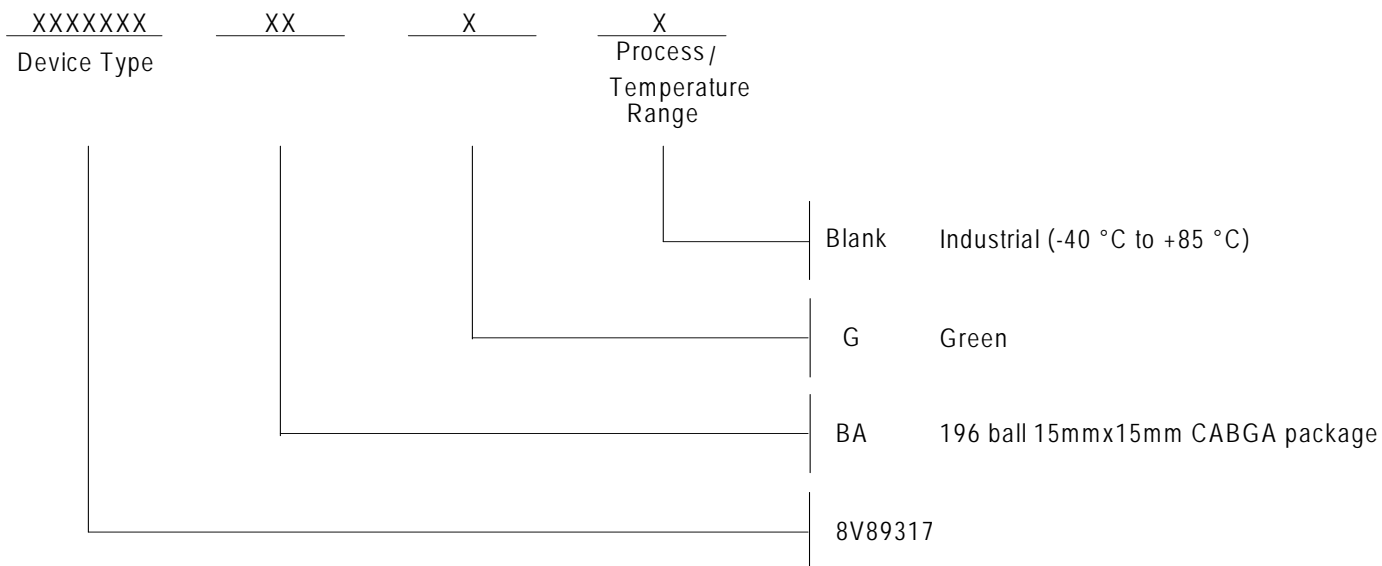 XXXXXXX XX X X
Device Type
Process/
Temperature
Range
Blank Industrial (-40 °C to +85 °C)
G Green
BA 196 ball 15mmx15mm CABGA package
8V89317